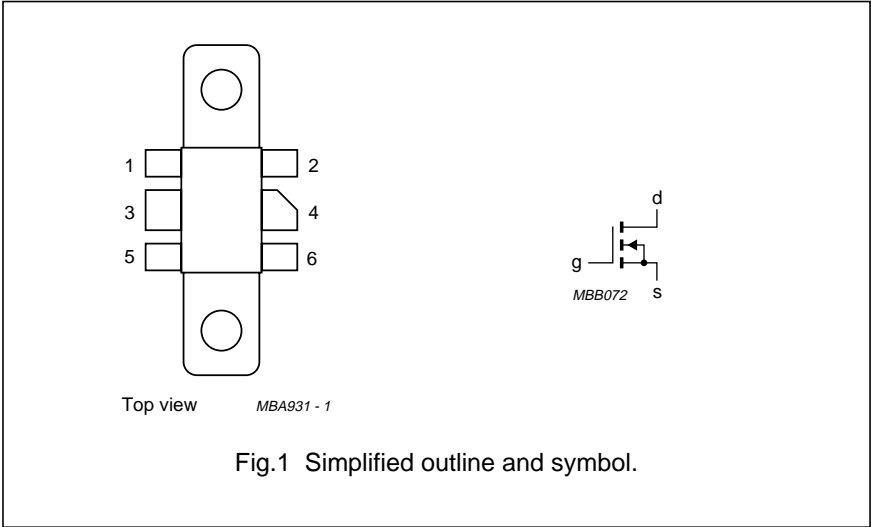 1 2
3 4
5 6
d
g
s
MBB072
Top view MBA931 - 1
Fig.1 Simplified outline and symbol.